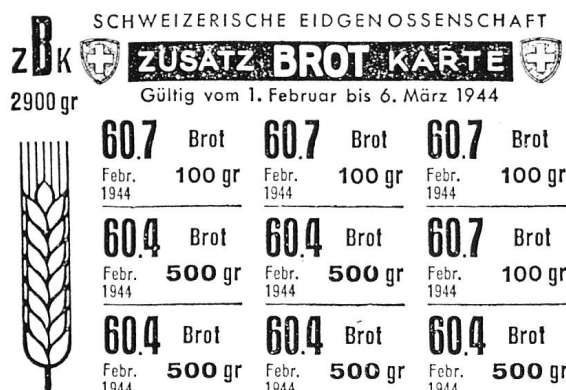 SCHWEIZERISCHE EIDGENOSSENSCHAFT
ZBK ZUSATZ BROT KARTE
2900 gr Gültig vom 1. Februar bis 6. März 1944
60.7 Brot 60.7 Brot 60.7 Brot
Febr. 100 gr Febr. 100 gr Febr. 100 gr
1944 1944 1944
60.4 Brot 60.4 Brot 60.7 Brot
Febr. 500 gr Febr. 500 gr Febr. 100 gr
1944 1944 1944
60.4 Brot 60.4 Brot 60.4 Brot
Febr. 500 gr Febr. 500 gr Febr. 500 gr
1944 1944 1944